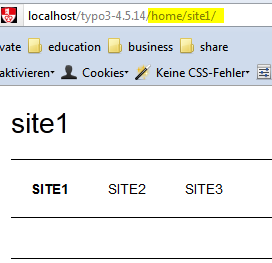 localhost/typo3-4.5.14/home/site1/
vate education business share
aktivieren Cookies Keine CSS-Fehler
site1
SITE1 SITE2 SITE3